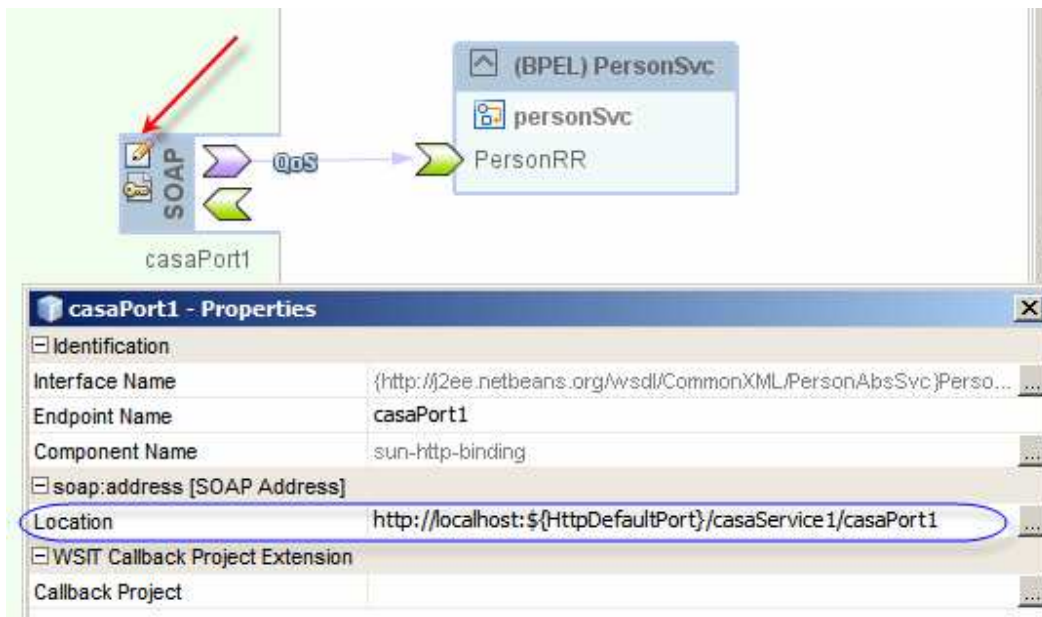 (BPEL) PersonSvc
personSvc
SOAP
QoS
PersonRR
casaPort1
casaPort1 - Properties
Identification
Interface Name {http://j2ee.netbeans.org/wsdl/CommonXML/PersonAbsSvc}Perso... ...
Endpoint Name casaPort1
Component Name sun-http-binding ...
soap:address [SOAP Address]
Location http://localhost:${HttpDefaultPort}/casaService1/casaPort1 ...
WSIT Callback Project Extension
Callback Project ...